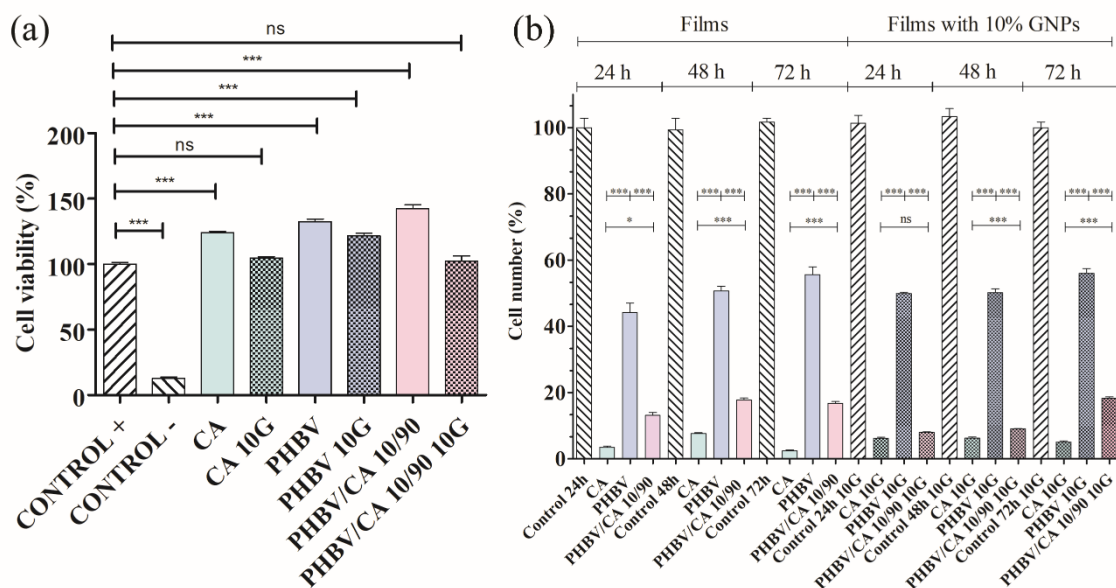 (a)
ns
***
***
***
ns
***
***
200
150
100
50
0
Cell viability (%)
CONTROL +
CONTROL -
CA
CA 10G
PHBV
PHBV 10G
PHBV/CA 10/90
PHBV/CA 10/90 10G
(b)
Films
Films with 10% GNPs
24 h 48 h 72 h 24 h 48 h 72 h
*** *** *** *** *** *** *** *** *** *** *** ***
* *** *** ns *** ***
100
80
60
40
20
0
Cell number (%)
Control 24h
CA
PHBV
PHBV/CA 10/90
Control 48h
CA
PHBV
PHBV/CA 10/90
Control 72h
CA
PHBV
PHBV/CA 10/90
Control 24h 10G
CA 10G
PHBV 10G
PHBV/CA 10/90 10G
Control 48h 10G
CA 10G
PHBV 10G
PHBV/CA 10/90 10G
Control 72h 10G
CA 10G
PHBV 10G
PHBV/CA 10/90 10G